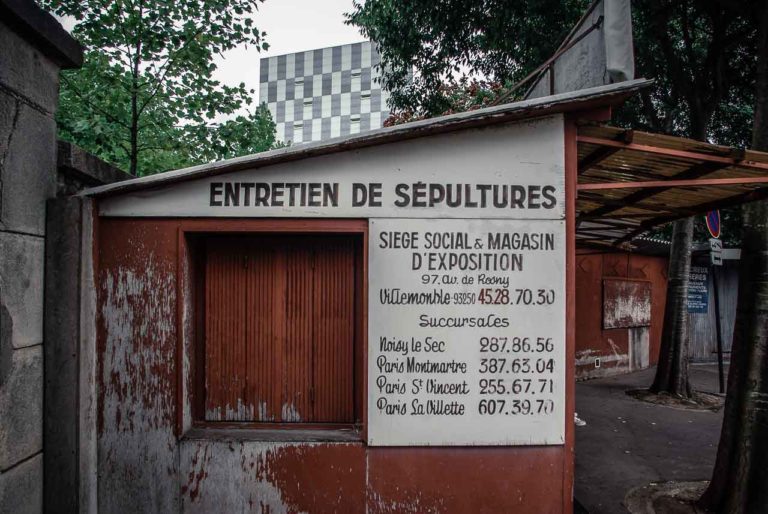 ENTRETIEN DE SÉPULTURES
SIEGE SOCIAL & MAGASIN
D'EXPOSITION
97, Av. de Rosny
Villemonble-93250 45.28.70.30
Succursales
Noisy le Sec 287.86.56
Paris Montmartre 387.63.04
Paris St Vincent 255.67.71
Paris La Villette 607.39.70